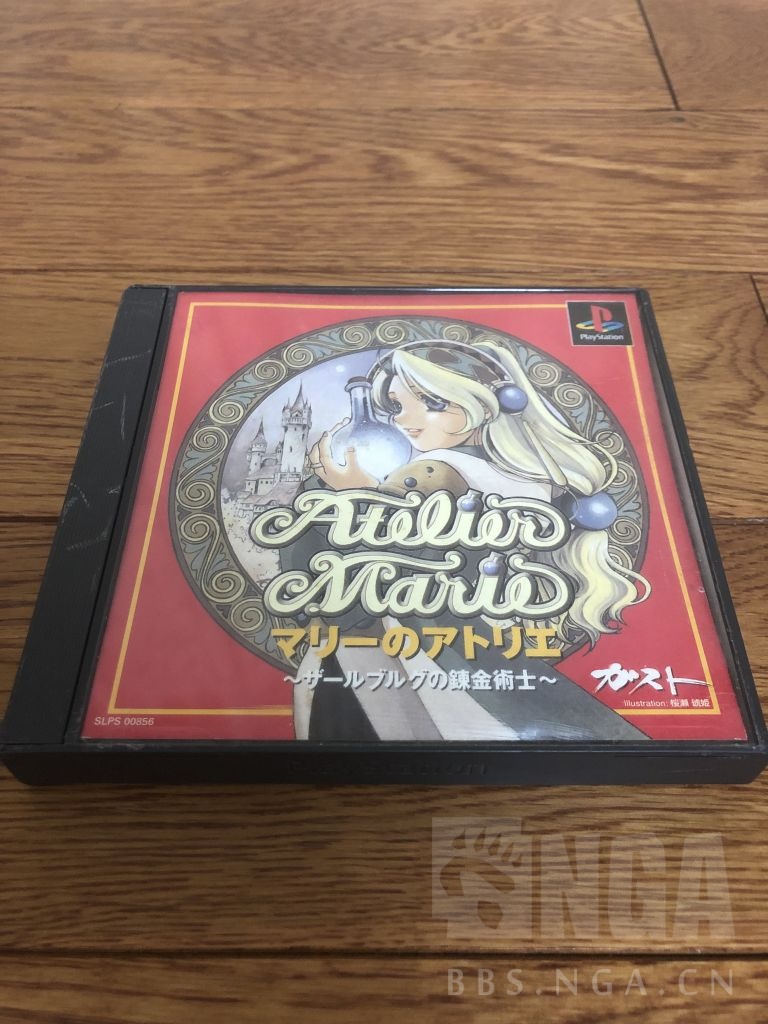 PlayStation
Atelier
Marie
マリーのアトリエ
～ザールブルグの錬金術士～
ガスト
Illustration: 桜瀬 琥姫
SLPS 00856
PlayStation
NGA
BBS.NGA.CN